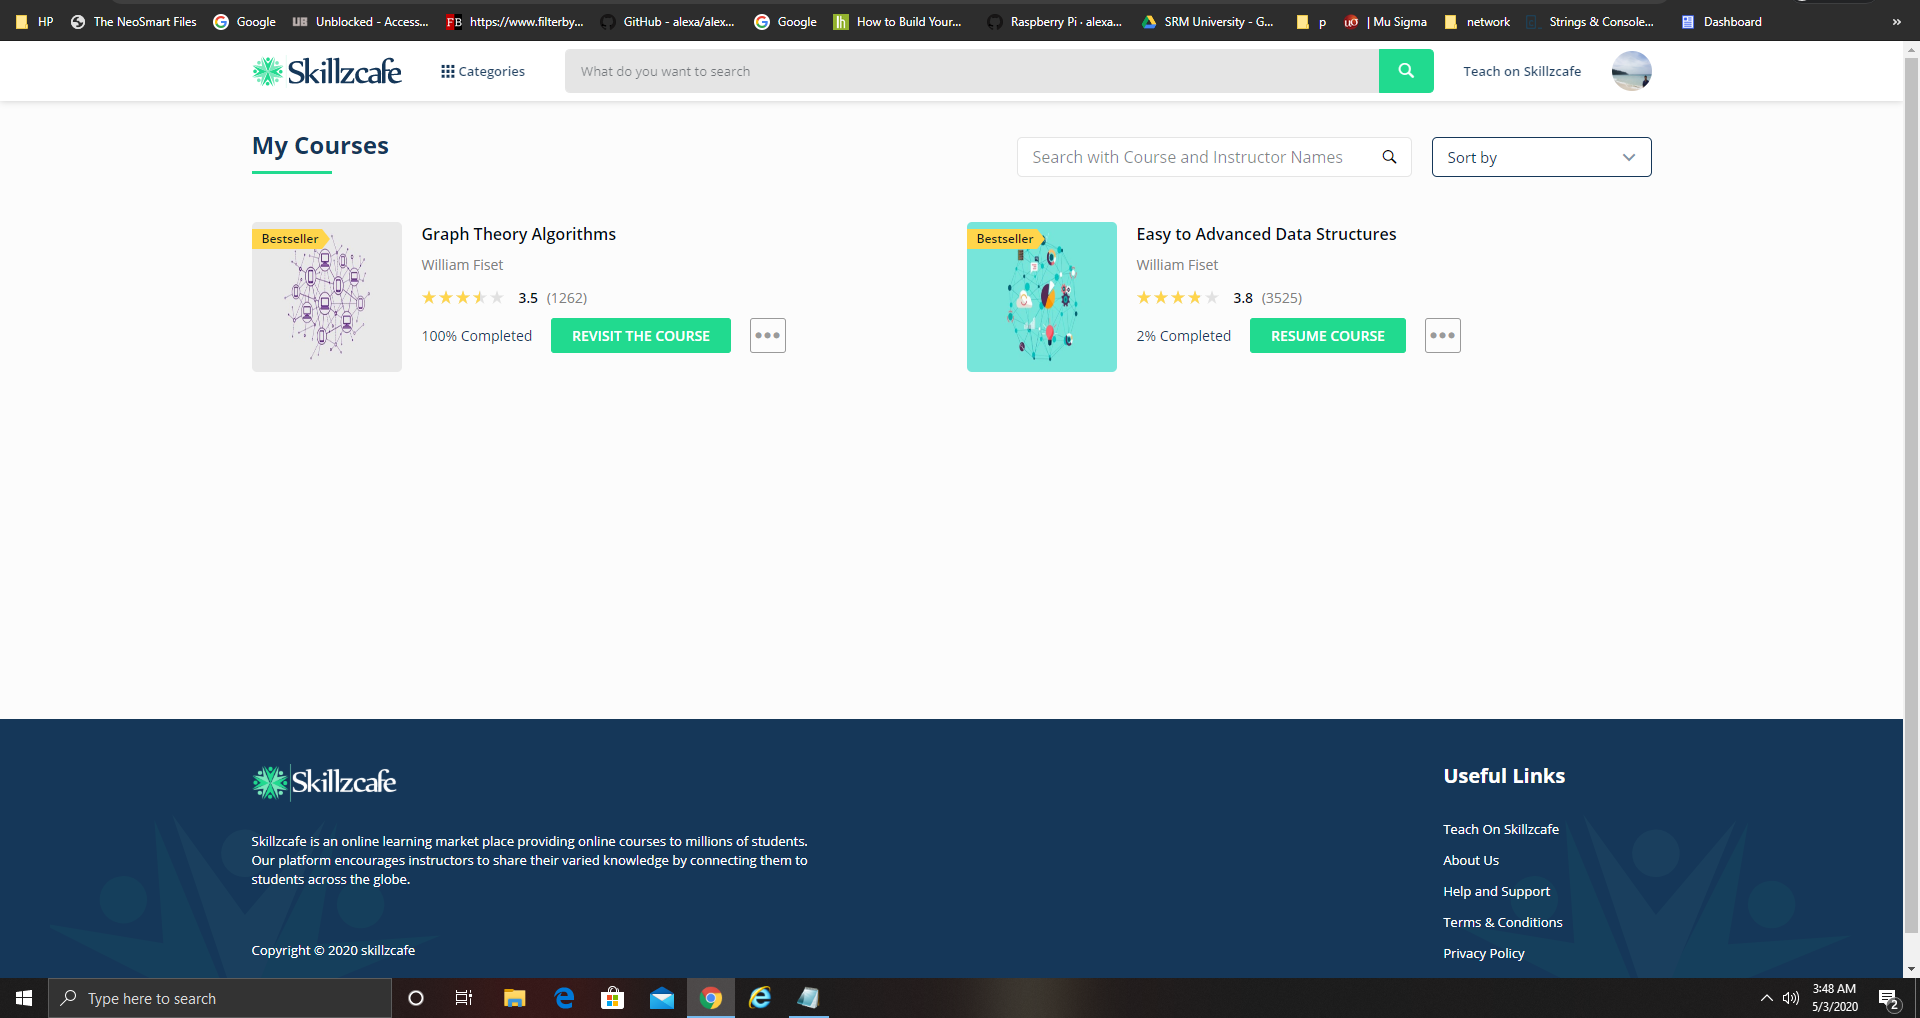 HP The NeoSmart Files Google UB Unblocked - Access... FB https://www.filterby... GitHub - alexa/alex... Google How to Build Your... Raspberry Pi · alexa... SRM University - G... p | Mu Sigma network Strings & Console... Dashboard »
Skillzcafe Categories What do you want to search Teach on Skillzcafe
My Courses
Search with Course and Instructor Names Sort by
Bestseller
Graph Theory Algorithms
William Fiset
3.5 (1262)
100% Completed REVISIT THE COURSE
Bestseller
Easy to Advanced Data Structures
William Fiset
3.8 (3525)
2% Completed RESUME COURSE
Skillzcafe
Skillzcafe is an online learning market place providing online courses to millions of students.
Our platform encourages instructors to share their varied knowledge by connecting them to
students across the globe.
Copyright © 2020 skillzcafe
Useful Links
Teach On Skillzcafe
About Us
Help and Support
Terms & Conditions
Privacy Policy
Type here to search
3:48 AM
5/3/2020
2